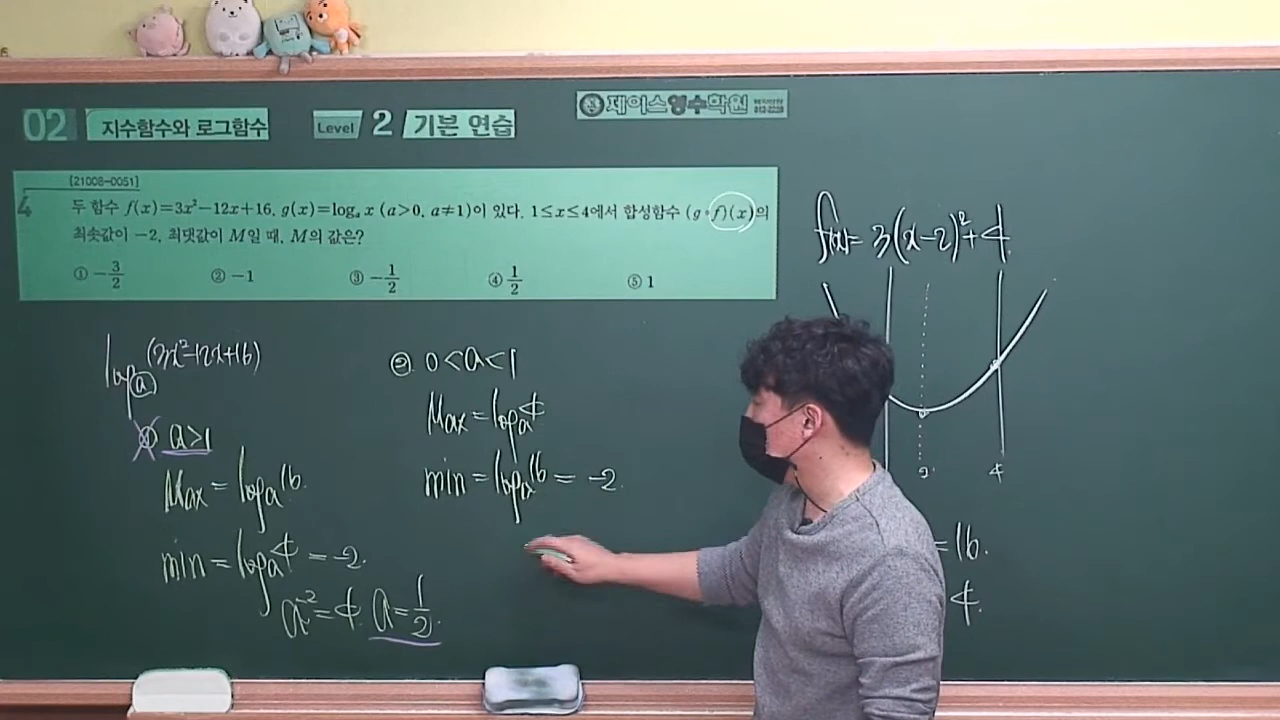 02 지수함수와 로그함수 Level 2 기본 연습
제이스영수학원
[21008-0051]
4 두 함수 f(x)=3x²-12x+16, g(x)=logₐ x (a>0, a≠1)이 있다. 1≤x≤4에서 합성함수 (g∘f)(x)의
최솟값이 -2, 최댓값이 M일 때, M의 값은?
① -3/2 ② -1 ③ -1/2 ④ 1/2 ⑤ 1
logₐ(3x²-12x+16)
① a>1
Max = logₐ16.
min = logₐ4 = -2.
a⁻²=4. a=1/2.
② 0<a<1
Max = logₐ4
min = logₐ16 = -2.
f(x)= 3(x-2)²+4.
2 4
=16.
4.